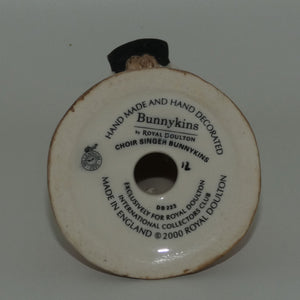 HAND MADE AND HAND DECORATED
Bunnykins
by ROYAL DOULTON
CHOIR SINGER BUNNYKINS
12
DB 223
EXCLUSIVELY FOR ROYAL DOULTON
INTERNATIONAL COLLECTORS CLUB
MADE IN ENGLAND © 2000 ROYAL DOULTON